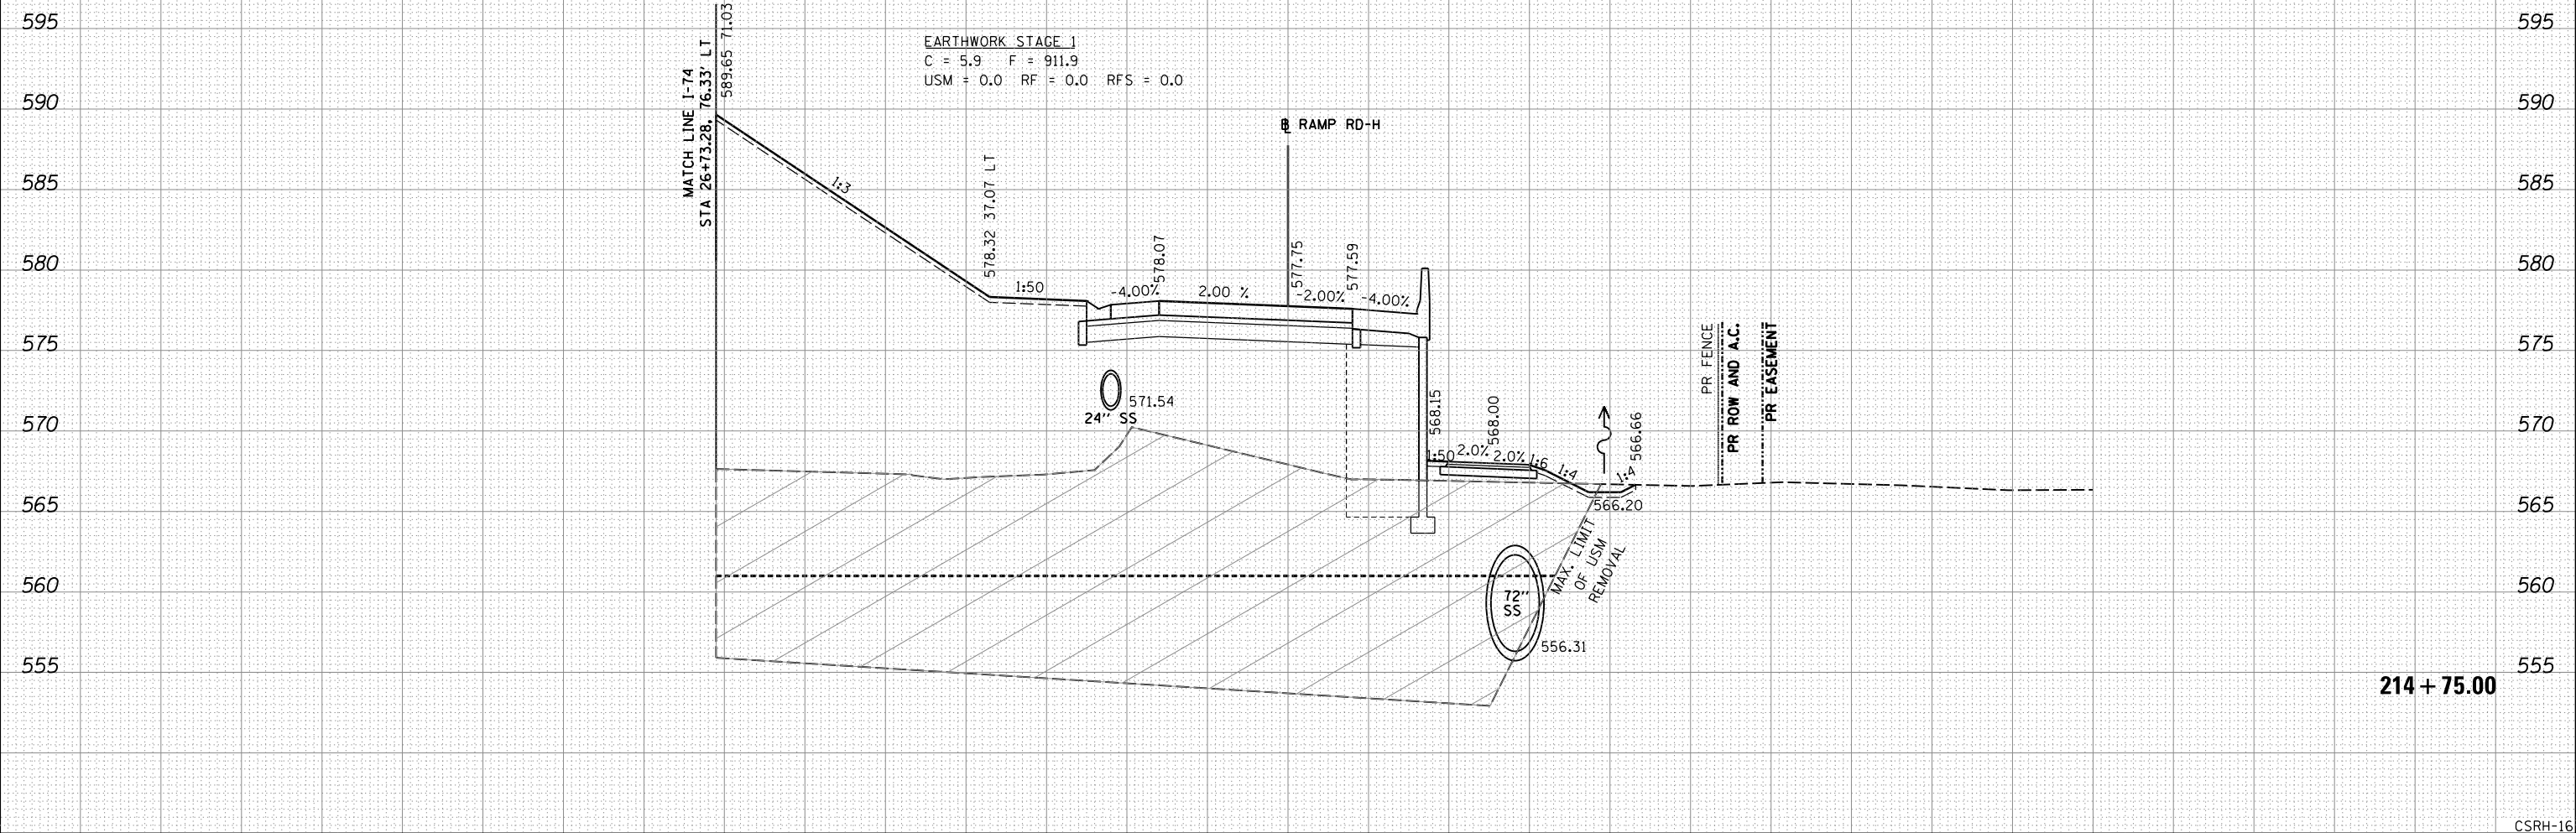 595
590
585
580
575
570
565
560
555
MATCH LINE I-74
STA 26+73.28, 76.33' LT
589.65 71.03
EARTHWORK STAGE 1
C = 5.9 F = 911.9
USM = 0.0 RF = 0.0 RFS = 0.0
1:3
578.32 37.07 LT
1:50
-4.00%
578.07
2.00 %
B RAMP RD-H
577.75
-2.00%
577.59
-4.00%
571.54
24'' SS
568.15
1:50
2.0%
568.00
2.0%
1:6
1:4
566.20
1:4
566.66
MAX. LIMIT
OF USM
REMOVAL
72''
SS
556.31
PR FENCE
PR ROW AND A.C.
PR EASEMENT
595
590
585
580
575
570
565
560
555
214+75.00
CSRH-16